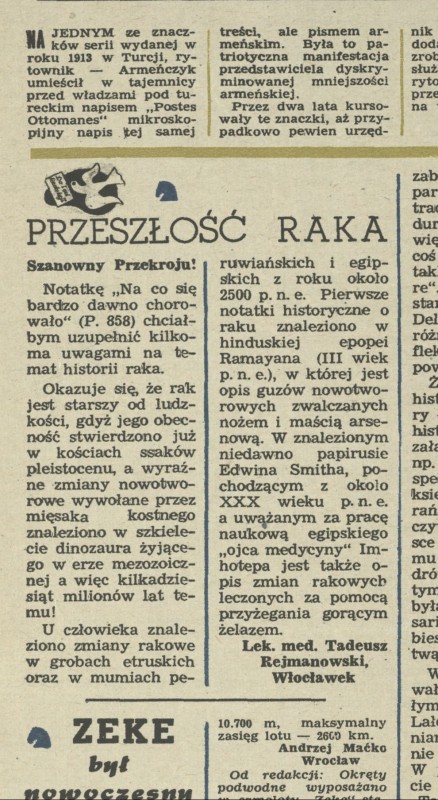 NA JEDNYM ze znacz-
ków serii wydanej w
roku 1913 w Turcji, ry-
townik — Armeńczyk
umieścił w tajemnicy
przed władzami pod tu-
reckim napisem „Postes
Ottomanes" mikrosko-
pijny napis tej samej
treści, ale pismem ar-
meńskim. Była to pa-
triotyczna manifestacja
przedstawiciela dyskry-
minowanej mniejszości
armeńskiej.
Przez dwa lata kurso-
wały te znaczki, aż przy-
padkowo pewien urzęd-
PRZESZŁOŚĆ RAKA
Szanowny Przekroju!
Notatkę „Na co się
bardzo dawno choro-
wało" (P. 858) chciał-
bym uzupełnić kilko-
ma uwagami na te-
mat historii raka.
Okazuje się, że rak
jest starszy od ludz-
kości, gdyż jego obec-
ność stwierdzono już
w kościach ssaków
pleistocenu, a wyraź-
ne zmiany nowotwo-
rowe wywołane przez
mięsaka kostnego
znaleziono w szkiele-
cie dinozaura żyjące-
go w erze mezozoicz-
nej a więc kilkadzie-
siąt milionów lat te-
mu!
U człowieka znale-
ziono zmiany rakowe
w grobach etruskich
oraz w mumiach pe-
ruwiańskich i egip-
skich z roku około
2500 p. n. e. Pierwsze
notatki historyczne o
raku znaleziono w
hinduskiej epopei
Ramayana (III wiek
p. n. e.), w której jest
opis guzów nowotwo-
rowych zwalczanych
nożem i maścią arse-
nową. W znalezionym
niedawno papirusie
Edwina Smitha, po-
chodzącym z około
XXX wieku p. n. e.
a uważanym za pracę
naukową egipskiego
„ojca medycyny" Im-
hotepa jest także o-
pis zmian rakowych
leczonych za pomocą
przyżegania gorącym
żelazem.
Lek. med. Tadeusz
Rejmanowski,
Włocławek
ZEKE
był
nowoczesny
10.700 m, maksymalny
zasięg lotu — 2600 km.
Andrzej Maćko
Wrocław
Od redakcji: Okręty
podwodne wyposażano